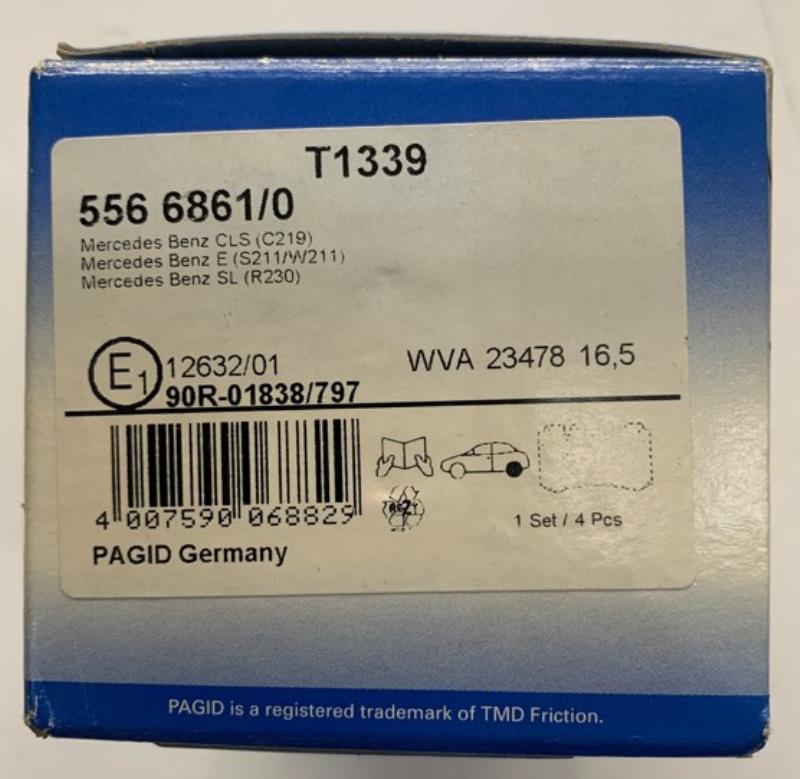 T1339
556 6861/0
Mercedes Benz CLS (C219)
Mercedes Benz E (S211/W211)
Mercedes Benz SL (R230)
E1 12632/01
90R-01838/797
WVA 23478 16,5
4 007590 068829
1 Set / 4 Pcs
PAGID Germany
PAGID is a registered trademark of TMD Friction.